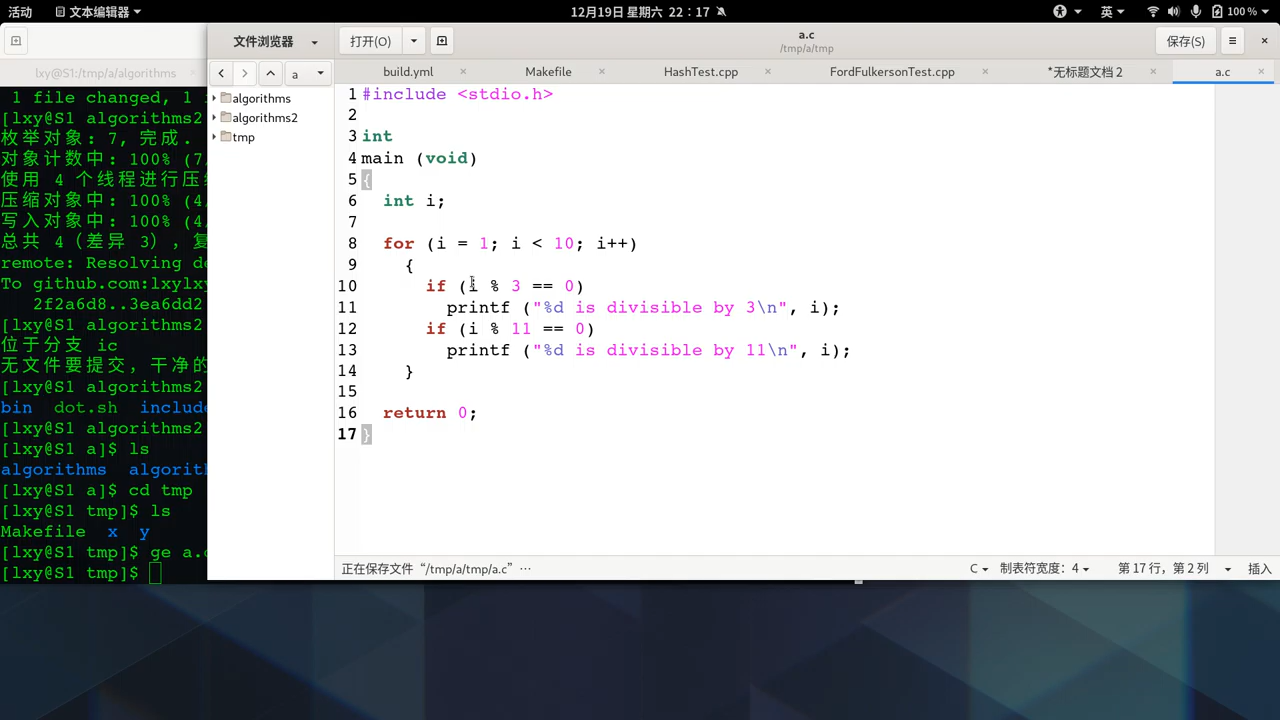 活动
文本编辑器
12月19日 星期六 22：17
英
100 %
lxy@S1:/tmp/a/algorithms
1 file changed, 1
[lxy@S1 algorithms2
枚举对象: 7, 完成.
对象计数中: 100% (7
使用 4 个线程进行压
压缩对象中: 100% (4
写入对象中: 100% (4
总共 4（差异 3），复
remote: Resolving de
To github.com:lxylxy
2f2a6d8..3ea6dd2
[lxy@S1 algorithms2
位于分支 ic
无文件要提交，干净的
[lxy@S1 algorithms2
bin dot.sh include
[lxy@S1 algorithms2
[lxy@S1 a]$ ls
algorithms algorith
[lxy@S1 a]$ cd tmp
[lxy@S1 tmp]$ ls
Makefile x y
[lxy@S1 tmp]$ ge a.c
[lxy@S1 tmp]$
文件浏览器
a
algorithms
algorithms2
tmp
打开(O)
a.c
/tmp/a/tmp
保存(S)
build.yml
Makefile
HashTest.cpp
FordFulkersonTest.cpp
*无标题文档 2
a.c
1 #include <stdio.h>
2
3 int
4 main (void)
5 {
6 int i;
7
8 for (i = 1; i < 10; i++)
9 {
10 if (i % 3 == 0)
11 printf ("%d is divisible by 3\n", i);
12 if (i % 11 == 0)
13 printf ("%d is divisible by 11\n", i);
14 }
15
16 return 0;
17 }
正在保存文件“/tmp/a/tmp/a.c” …
C
制表符宽度：4
第 17 行，第 2 列
插入